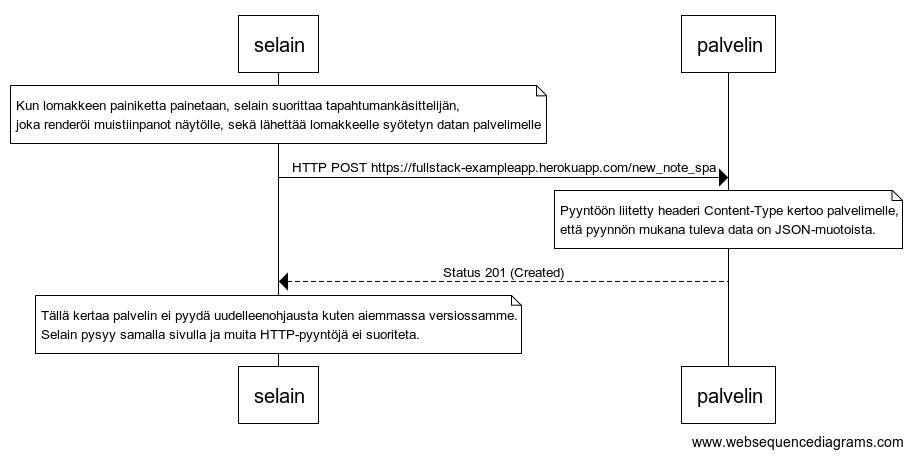 selain
palvelin
Kun lomakkeen painiketta painetaan, selain suorittaa tapahtumankäsittelijän,
joka renderöi muistiinpanot näytölle, sekä lähettää lomakkeelle syötetyn datan palvelimelle
HTTP POST https://fullstack-exampleapp.herokuapp.com/new_note_spa
Pyyntöön liitetty headeri Content-Type kertoo palvelimelle,
että pyynnön mukana tuleva data on JSON-muotoista.
Status 201 (Created)
Tällä kertaa palvelin ei pyydä uudelleenohjausta kuten aiemmassa versiossamme.
Selain pysyy samalla sivulla ja muita HTTP-pyyntöjä ei suoriteta.
selain
palvelin
www.websequencediagrams.com